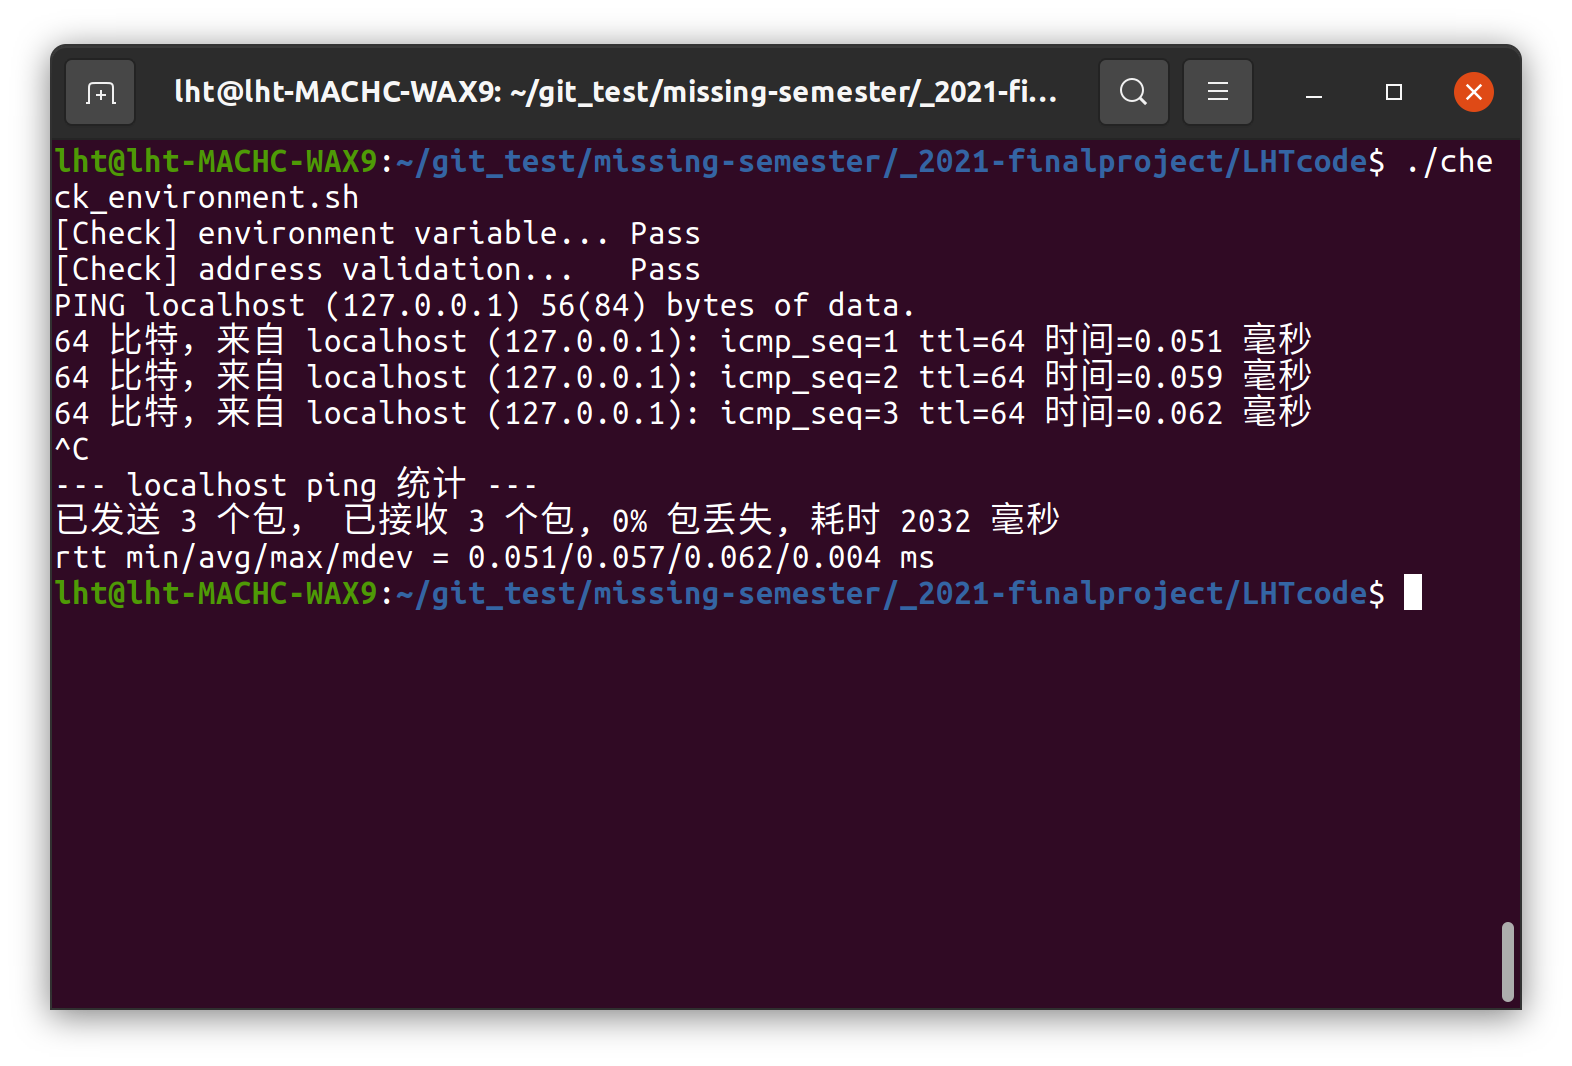 lht@lht-MACHC-WAX9: ~/git_test/missing-semester/_2021-fi...
lht@lht-MACHC-WAX9:~/git_test/missing-semester/_2021-finalproject/LHTcode$ ./che
ck_environment.sh
[Check] environment variable... Pass
[Check] address validation...   Pass
PING localhost (127.0.0.1) 56(84) bytes of data.
64 比特，来自 localhost (127.0.0.1): icmp_seq=1 ttl=64 时间=0.051 毫秒
64 比特，来自 localhost (127.0.0.1): icmp_seq=2 ttl=64 时间=0.059 毫秒
64 比特，来自 localhost (127.0.0.1): icmp_seq=3 ttl=64 时间=0.062 毫秒
^C
--- localhost ping 统计 ---
已发送 3 个包， 已接收 3 个包, 0% 包丢失, 耗时 2032 毫秒
rtt min/avg/max/mdev = 0.051/0.057/0.062/0.004 ms
lht@lht-MACHC-WAX9:~/git_test/missing-semester/_2021-finalproject/LHTcode$